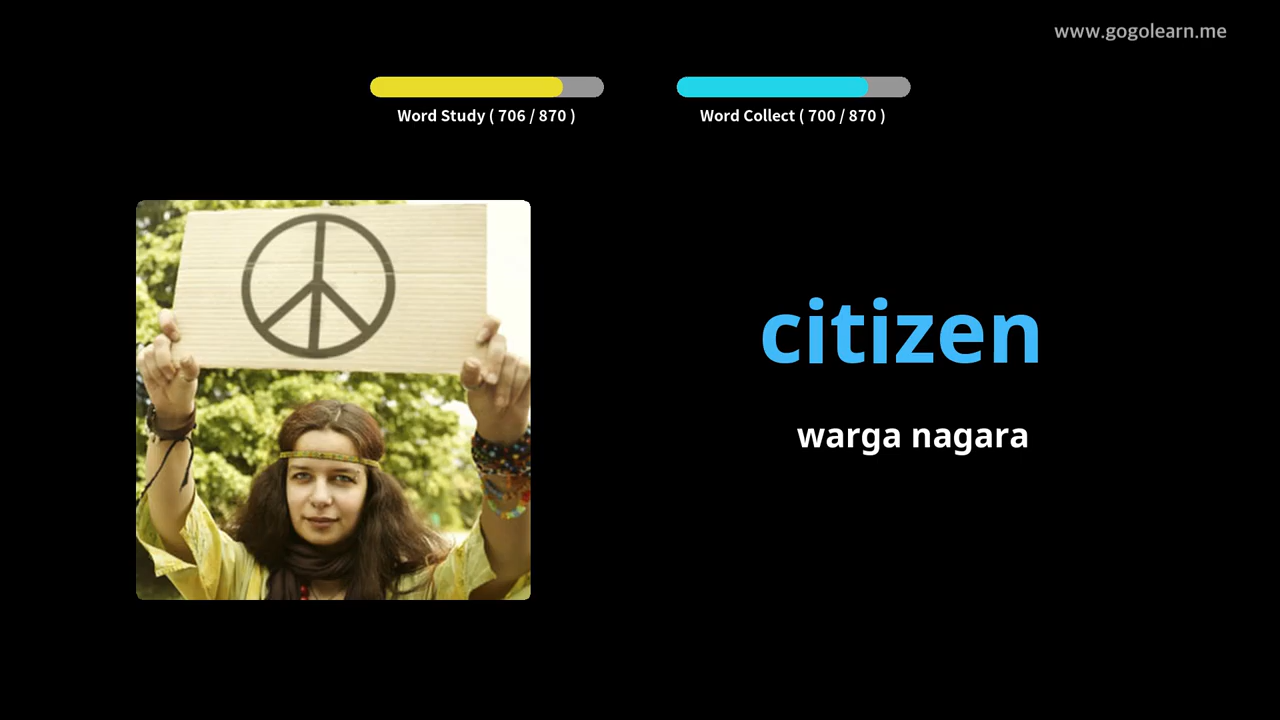 www.gogolearn.me
Word Study ( 706 / 870 )
Word Collect ( 700 / 870 )
citizen
warga nagara